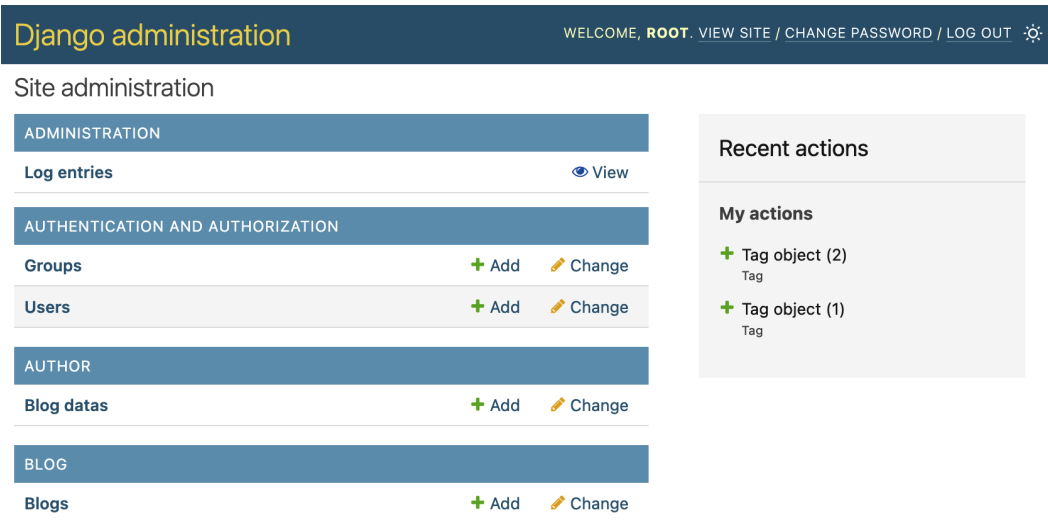 Django administration
WELCOME, ROOT. VIEW SITE / CHANGE PASSWORD / LOG OUT
Site administration
ADMINISTRATION
Log entries View
AUTHENTICATION AND AUTHORIZATION
Groups Add Change
Users Add Change
AUTHOR
Blog datas Add Change
BLOG
Blogs Add Change
Recent actions
My actions
Tag object (2)
Tag
Tag object (1)
Tag